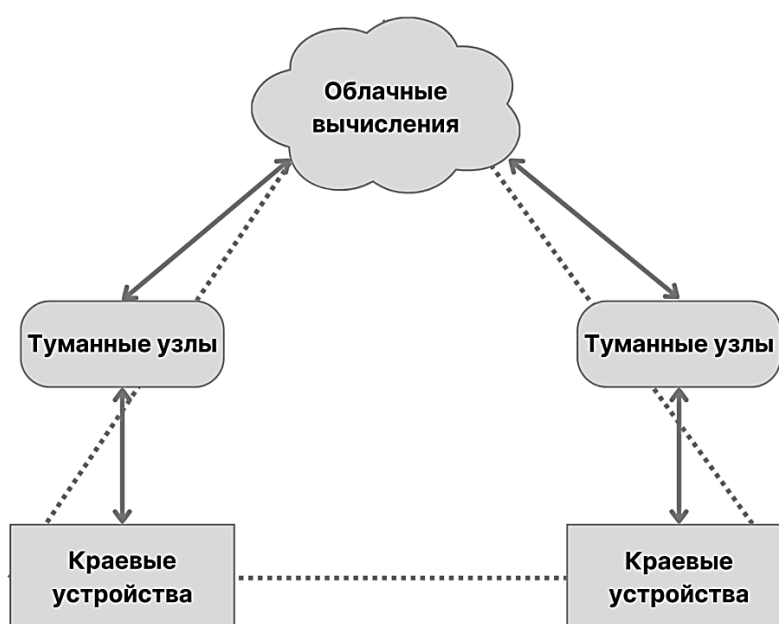 Облачные
вычисления
Туманные узлы
Туманные узлы
Краевые
устройства
Краевые
устройства